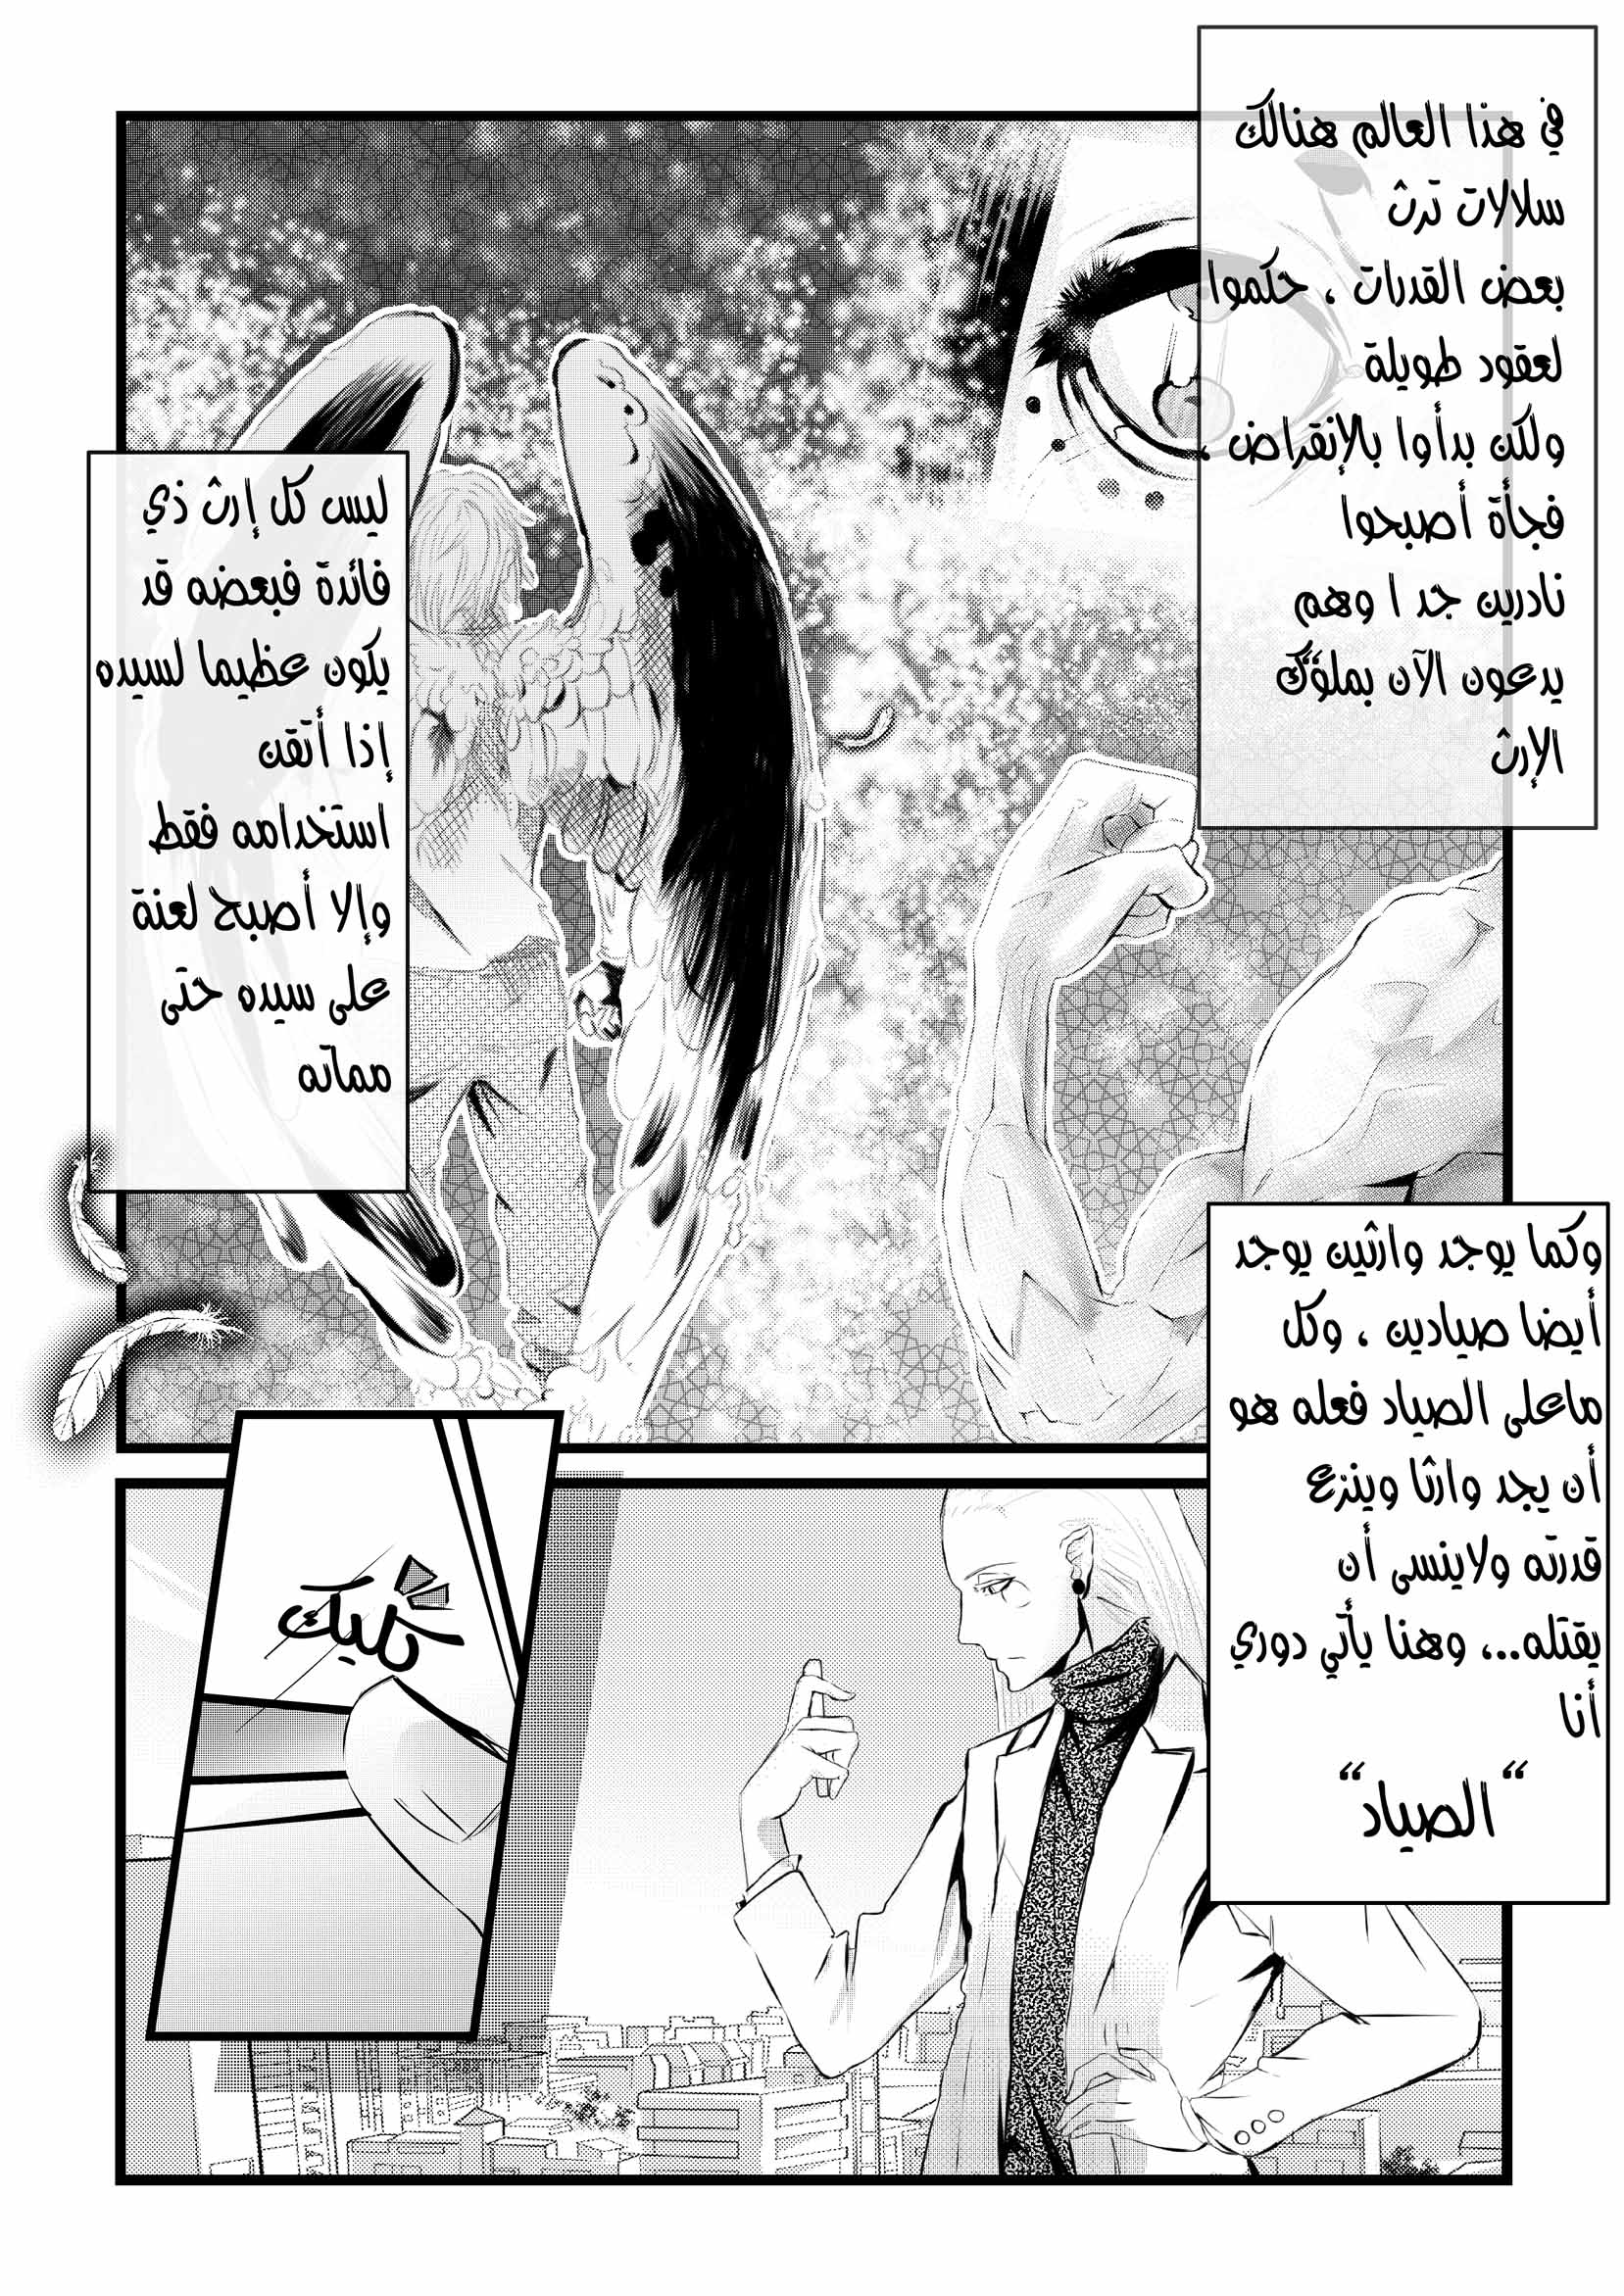 في هذا العالم هنالك
سلالات ترث
بعض القدرات ، حكموا
لعقود طويلة
ولكن بدأوا بالإنقراض ،
فجأة أصبحوا
نادرين جد ا وهم
يدعون الآن بملوك
الإرث
ليس كل إرث ذي
فائدة فبعضه قد
يكون عظيما لسيده
إذا أتقن
استخدامه فقط
وإلا أصبح لعنة
على سيده حتى
مماته
وكما يوجد وارثين يوجد
أيضا صيادين ، وكل
ماعلى الصياد فعله هو
أن يجد وارثا وينزع
قدرته ولاينسى أن
يقتله...، وهنا يأتي دوري
أنا
“الصياد“
كليك